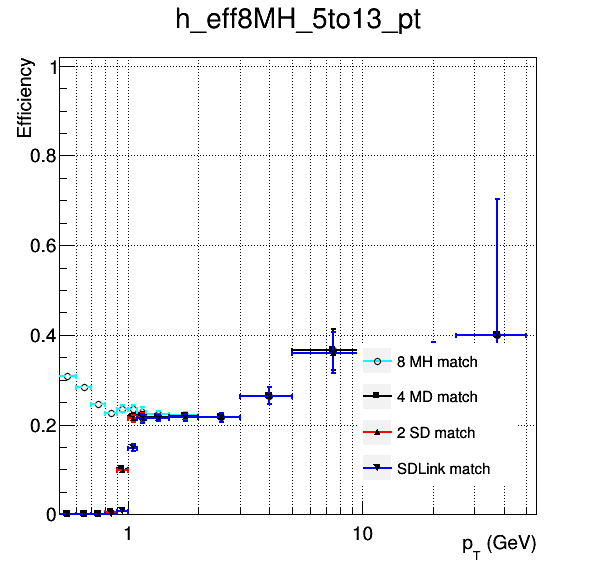 h_eff8MH_5to13_pt
Efficiency
1
0.8
0.6
0.4
0.2
0
8 MH match
4 MD match
2 SD match
SDLink match
1
10
p_T (GeV)